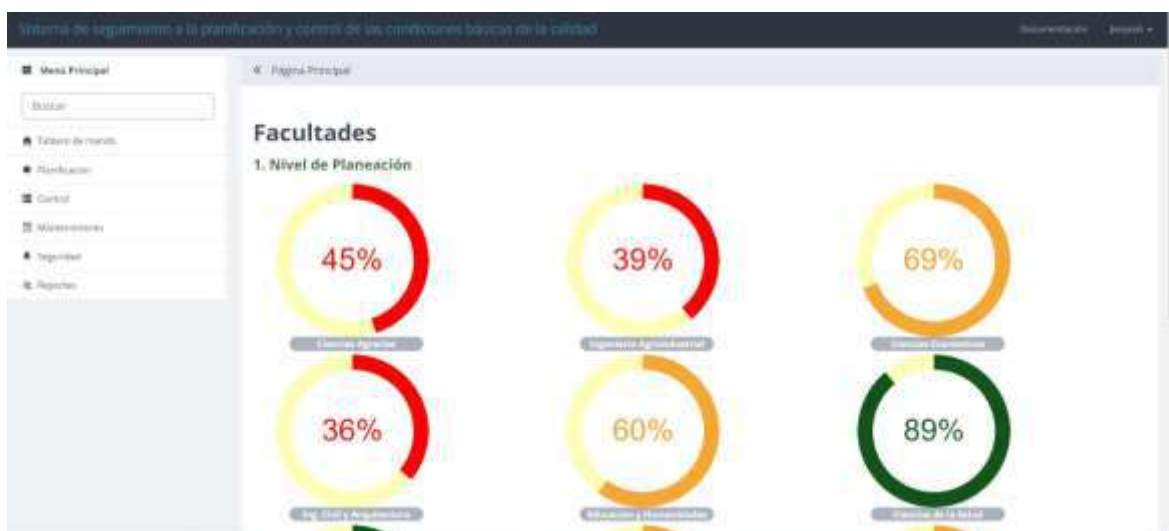 Sistema de seguimiento a la planificación y control de las condiciones básicas de la calidad
Documentación
Menú Principal
Página Principal
Buscar
Tablero de mando
Planificación
Control
Mantenimiento
Seguridad
Reportes
Facultades
1. Nivel de Planeación
45% 39% 69%
Ciencias Agrarias Ingeniería Agroindustrial Ciencias Económicas
36% 60% 89%
Ing. Civil y Arquitectura Educación y Humanidades Ciencias de la Salud